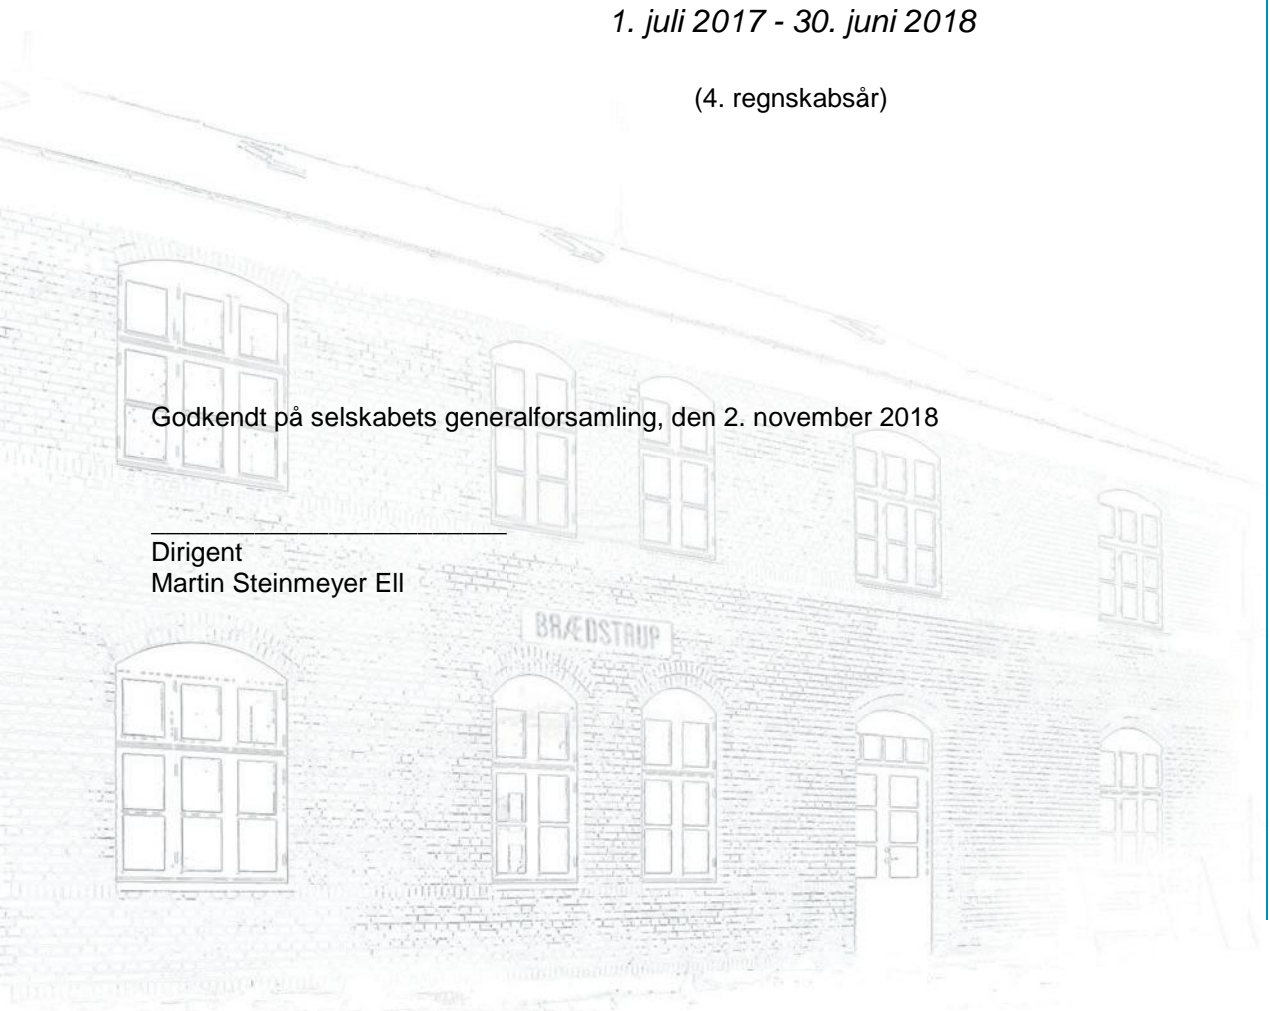 1. juli 2017 - 30. juni 2018
(4. regnskabsår)
Godkendt på selskabets generalforsamling, den 2. november 2018
Dirigent
Martin Steinmeyer Ell
BRÆDSTRUP